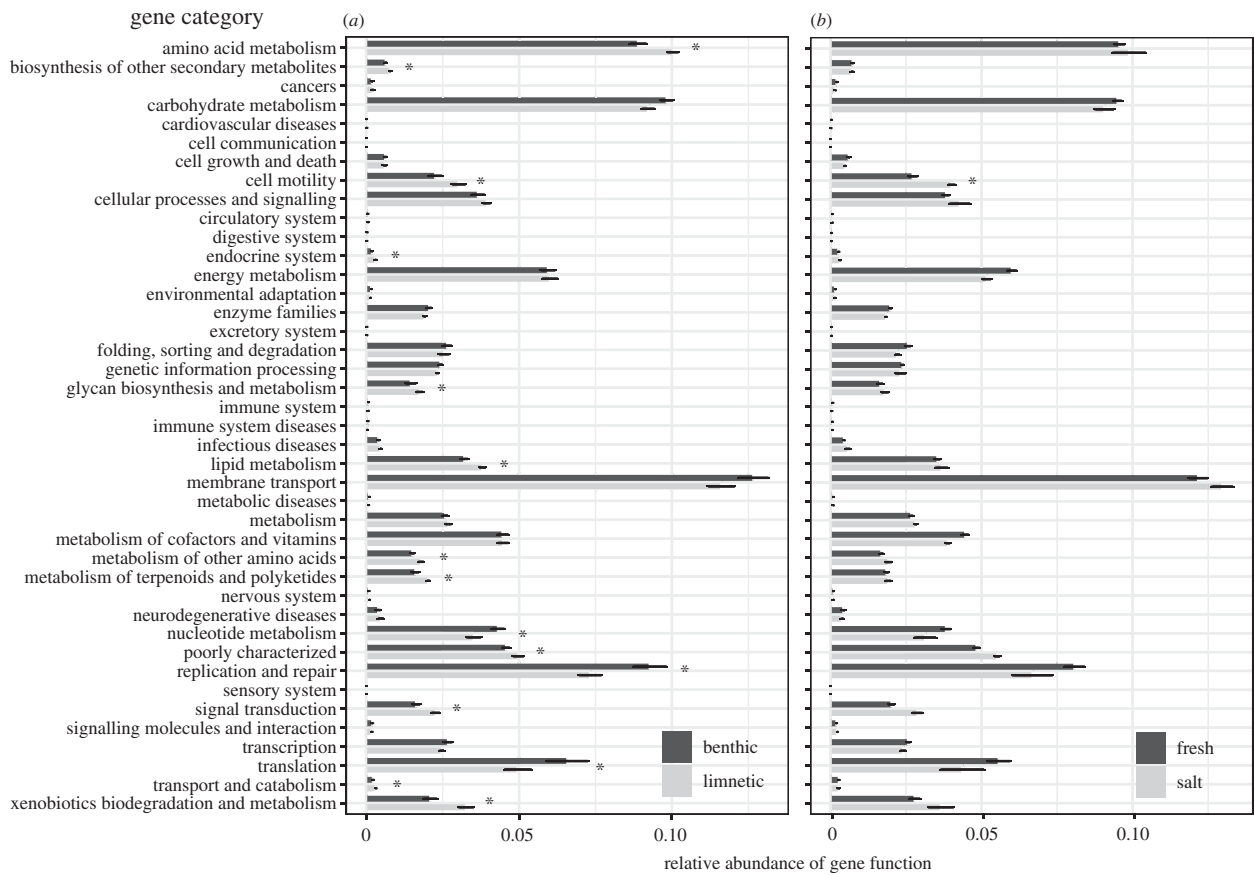 gene category
(a)
(b)
amino acid metabolism
*
biosynthesis of other secondary metabolites
*
cancers
carbohydrate metabolism
cardiovascular diseases
cell communication
cell growth and death
cell motility
*
*
cellular processes and signalling
circulatory system
digestive system
endocrine system
*
energy metabolism
environmental adaptation
enzyme families
excretory system
folding, sorting and degradation
genetic information processing
glycan biosynthesis and metabolism
*
immune system
immune system diseases
infectious diseases
lipid metabolism
*
membrane transport
metabolic diseases
metabolism
metabolism of cofactors and vitamins
metabolism of other amino acids
*
metabolism of terpenoids and polyketides
*
nervous system
neurodegenerative diseases
nucleotide metabolism
*
poorly characterized
*
replication and repair
*
sensory system
signal transduction
*
signalling molecules and interaction
transcription
translation
*
transport and catabolism
*
xenobiotics biodegradation and metabolism
*
benthic
limnetic
fresh
salt
0 0.05 0.10
0 0.05 0.10
relative abundance of gene function